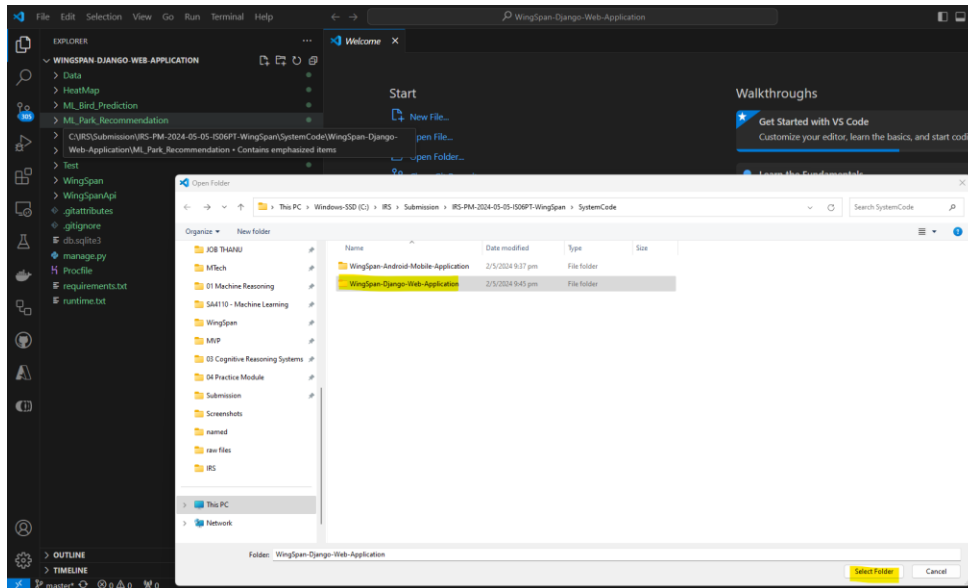 File Edit Selection View Go Run Terminal Help
WingSpan-Django-Web-Application
EXPLORER
WINGSPAN-DJANGO-WEB-APPLICATION
Data
HeatMap
ML_Bird_Prediction
ML_Park_Recommendation
C:\IRS\Submission\IRS-PM-2024-05-05-IS06PT-WingSpan\SystemCode\WingSpan-Django-
Web-Application\ML_Park_Recommendation • Contains emphasized items
Test
WingSpan
WingSpanApi
.gitattributes
.gitignore
db.sqlite3
manage.py
Procfile
requirements.txt
runtime.txt
305
OUTLINE
TIMELINE
master* 0 0 0
Welcome
Start
New File...
Open File...
Open Folder...
Walkthroughs
Get Started with VS Code
Customize your editor, learn the basics, and start codi
Learn the Fundamentals
Open Folder
This PC > Windows-SSD (C:) > IRS > Submission > IRS-PM-2024-05-05-IS06PT-WingSpan > SystemCode
Search SystemCode
Organize New folder
JOB THANU
MTech
01 Machine Reasoning
SA4110 - Machine Learning
WingSpan
MVP
03 Cognitive Reasoning Systems
04 Practice Module
Submission
Screenshots
named
raw files
IRS
This PC
Network
Name Date modified Type Size
WingSpan-Android-Mobile-Application 2/5/2024 9:37 pm File folder
WingSpan-Django-Web-Application 2/5/2024 9:45 pm File folder
Folder: WingSpan-Django-Web-Application
Select Folder Cancel